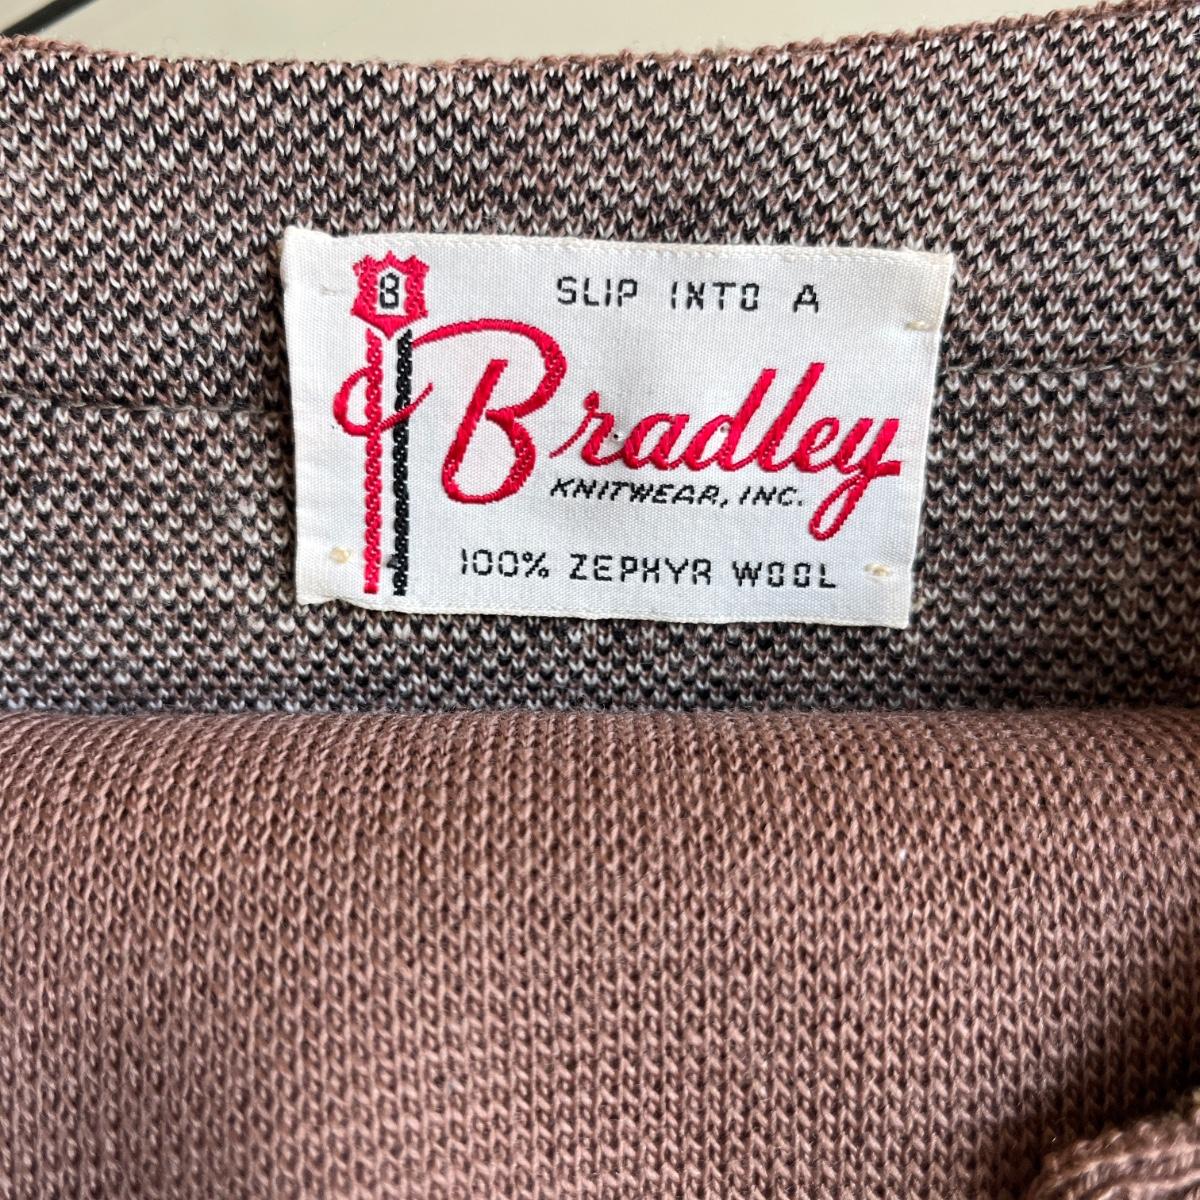 B
SLIP INTO A
Bradley
KNITWEAR, INC.
100% ZEPHYR WOOL